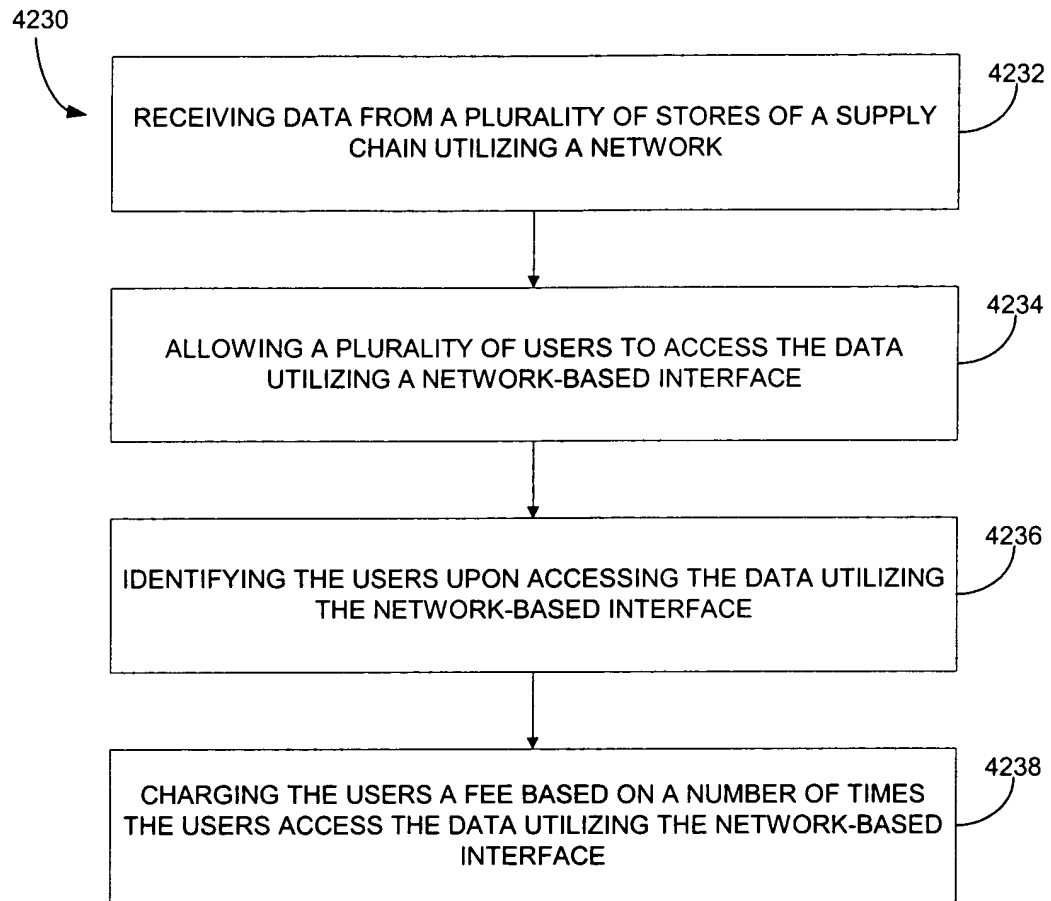 4230
4232
RECEIVING DATA FROM A PLURALITY OF STORES OF A SUPPLY
CHAIN UTILIZING A NETWORK
4234
ALLOWING A PLURALITY OF USERS TO ACCESS THE DATA
UTILIZING A NETWORK-BASED INTERFACE
4236
IDENTIFYING THE USERS UPON ACCESSING THE DATA UTILIZING
THE NETWORK-BASED INTERFACE
4238
CHARGING THE USERS A FEE BASED ON A NUMBER OF TIMES
THE USERS ACCESS THE DATA UTILIZING THE NETWORK-BASED
INTERFACE